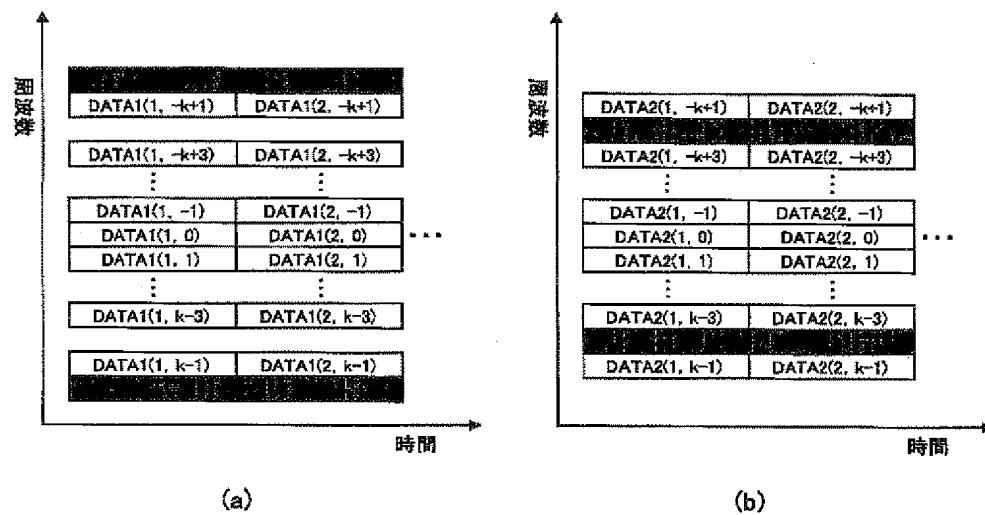 周波数
DATA1(1, -k+1) DATA1(2, -k+1)
DATA1(1, -k+3) DATA1(2, -k+3)
⋮ ⋮
DATA1(1, -1) DATA1(2, -1)
DATA1(1, 0) DATA1(2, 0) ...
DATA1(1, 1) DATA1(2, 1)
⋮ ⋮
DATA1(1, k-3) DATA1(2, k-3)
DATA1(1, k-1) DATA1(2, k-1)
時間
(a)
周波数
DATA2(1, -k+1) DATA2(2, -k+1)
DATA2(1, -k+3) DATA2(2, -k+3)
⋮ ⋮
DATA2(1, -1) DATA2(2, -1)
DATA2(1, 0) DATA2(2, 0) ...
DATA2(1, 1) DATA2(2, 1)
⋮ ⋮
DATA2(1, k-3) DATA2(2, k-3)
DATA2(1, k-1) DATA2(2, k-1)
時間
(b)